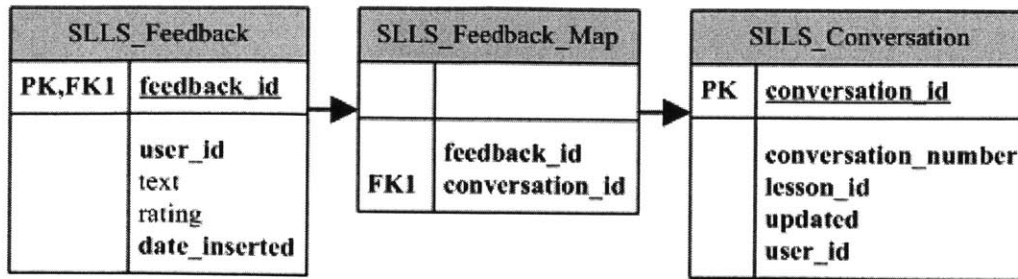 SLLS_Feedback
PK,FK1 feedback_id
user_id
text
rating
date_inserted
SLLS_Feedback_Map
feedback_id
FK1 conversation_id
SLLS_Conversation
PK conversation_id
conversation_number
lesson_id
updated
user_id